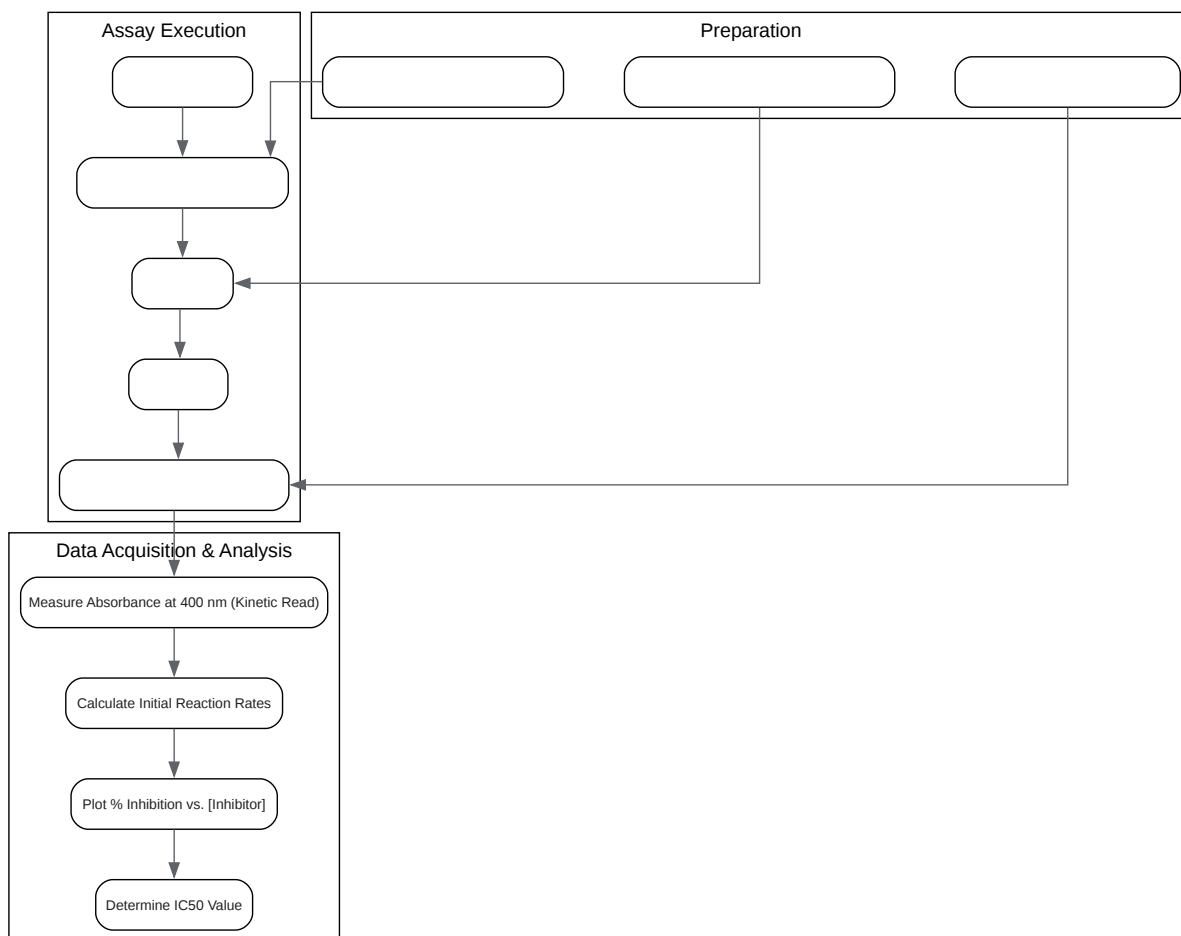 Assay Execution
Preparation
Data Acquisition & Analysis
Measure Absorbance at 400 nm (Kinetic Read)
Calculate Initial Reaction Rates
Plot % Inhibition vs. [Inhibitor]
Determine IC50 Value